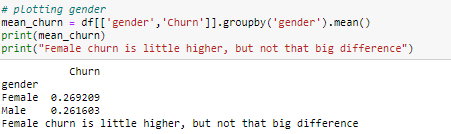 # pLotting gender
mean_churn = df[['gender','Churn']].groupby('gender').mean()
print(mean_churn)
print("Female churn is little higher, but not that big difference")
Churn
gender
Female 0.269209
Male 0.261603
Female churn is little higher, but not that big difference